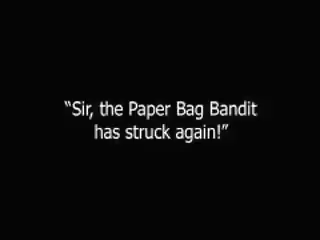 “Sir, the Paper Bag Bandit
has struck again!”